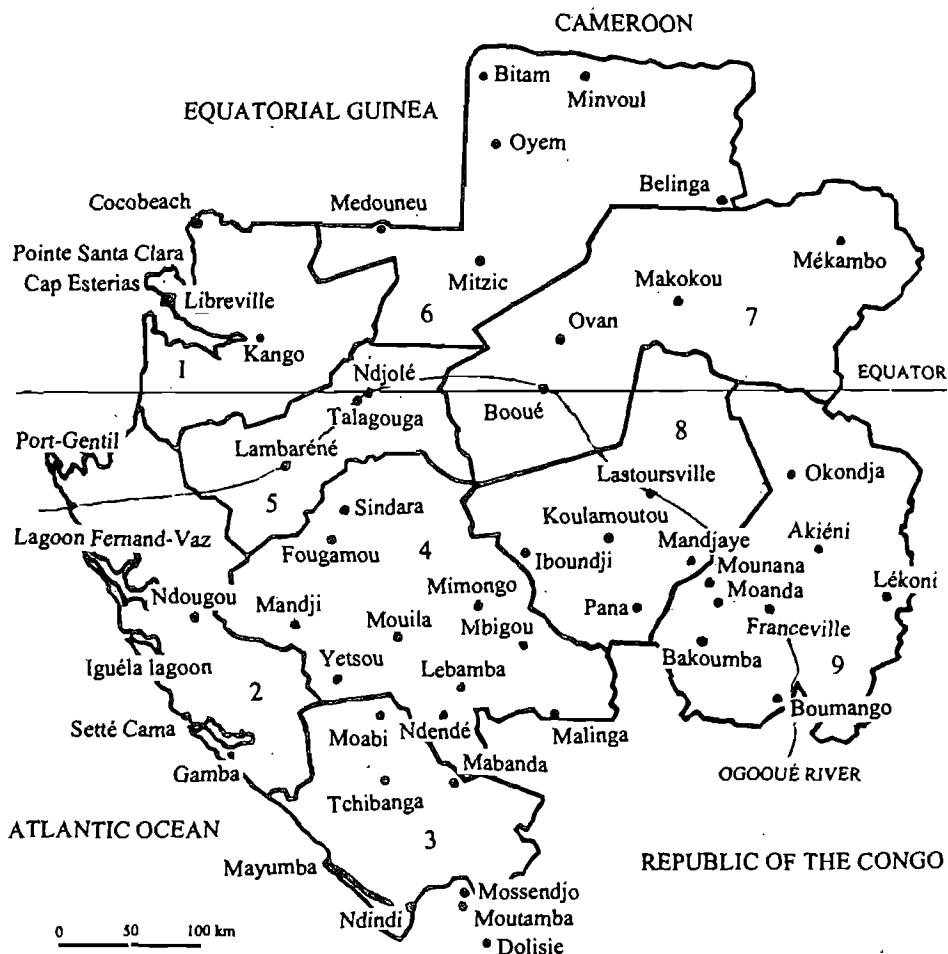 CAMEROON
Bitam
Minvoul
EQUATORIAL GUINEA
Oyem
Belinga
Cocobeach
Medouneu
Pointe Santa Clara
Mékambo
Cap Esterias
Mitzic
Makokou
Libreville
6
7
Ovan
Kango
1
Ndjolé
EQUATOR
Booué
Talagouga
8
Port-Gentil
Lambaréné
Lastoursville
Okondja
5
Sindara
Koulamoutou
Lagoon Fernand-Vaz
Fougamou
4
Mandjaye
Akiéni
Iboundji
Mounana
Mimongo
Moanda
Lékoni
Ndougou
Mandji
Pana
Mouila
Mbigou
Franceville
Iguéla lagoon
Yetsou
Lebamba
Bakoumba
9
2
Setté Cama
Boumango
Moabi
Ndendé
Malinga
Gamba
Mabanda
OGOOUÉ RIVER
Tchibanga
ATLANTIC OCEAN
3
REPUBLIC OF THE CONGO
Mayumba
Mossendjo
Ndindi
Moutamba
0 50 100 km
Dolisie